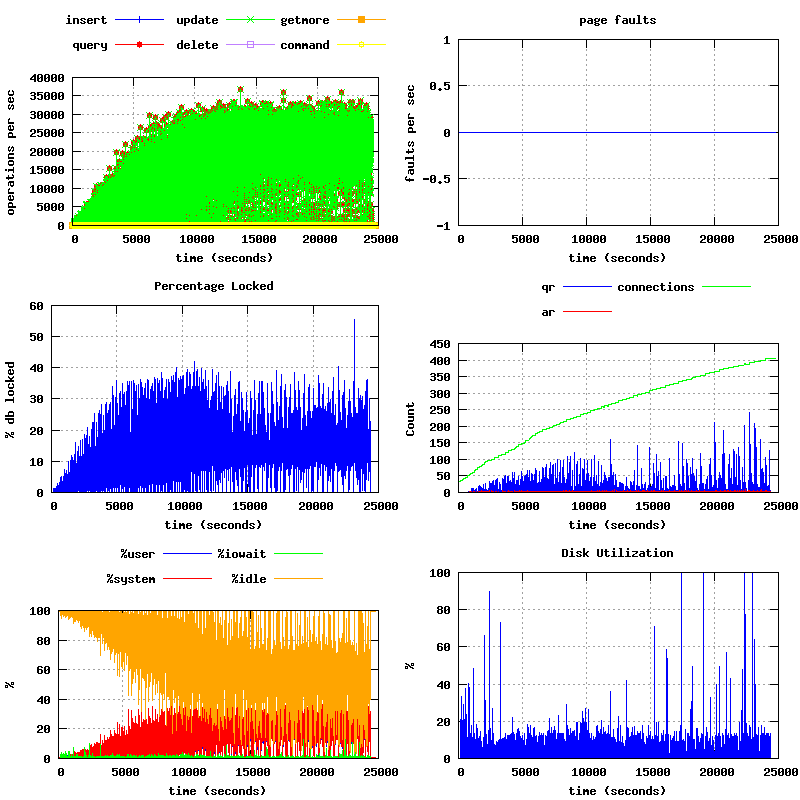 insert update getmore
query delete command
operations per sec
40000
35000
30000
25000
20000
15000
10000
5000
0
0 5000 10000 15000 20000 25000
time (seconds)
page faults
faults per sec
1
0.5
0
-0.5
-1
0 5000 10000 15000 20000 25000
time (seconds)
Percentage Locked
% db locked
60
50
40
30
20
10
0
0 5000 10000 15000 20000 25000
time (seconds)
qr connections
ar
Count
450
400
350
300
250
200
150
100
50
0
0 5000 10000 15000 20000 25000
time (seconds)
%user %iowait
%system %idle
%
100
80
60
40
20
0
0 5000 10000 15000 20000 25000
time (seconds)
Disk Utilization
%
100
80
60
40
20
0
0 5000 10000 15000 20000 25000
time (seconds)